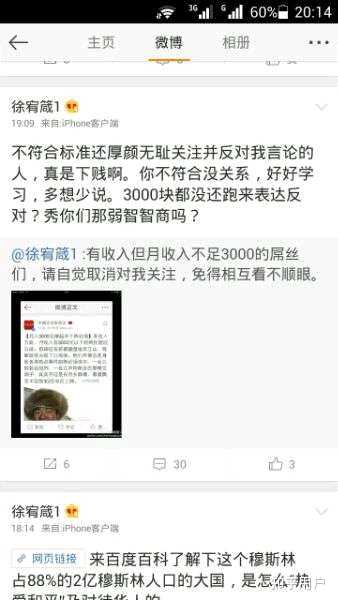 3G 4 G 60% 20:14
主页 微博 相册
徐宥箴1
19:09 来自:iPhone客户端
不符合标准还厚颜无耻关注并反对我言论的
人，真是下贱啊。你不符合没关系，好好学
习，多想少说。3000块都没还跑来表达反
对？秀你们那弱智智商吗？
@徐宥箴1 :有收入但月收入不足3000的屌丝
们，请自觉取消对我关注，免得相互看不顺眼。
微博正文
6 30 3
徐宥箴1
18:14 来自:iPhone客户端
网页链接 来百度百科了解下这个穆斯林
占88%的2亿穆斯林人口的大国，是怎么“热
爱和平”及对待华人的